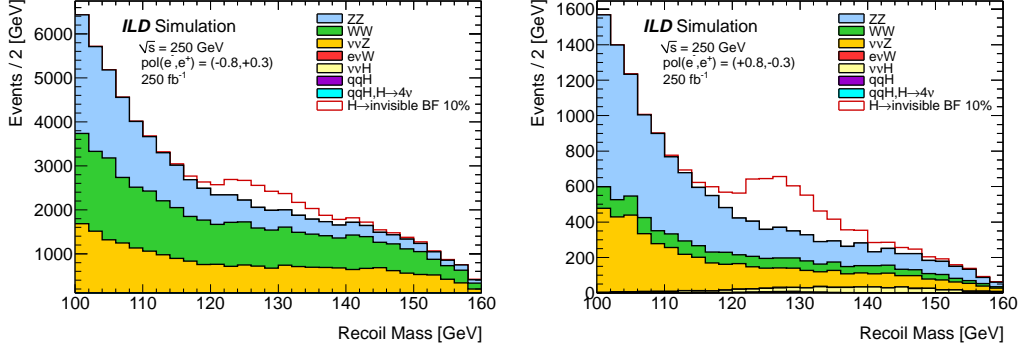 Events / 2 [GeV]
6000
5000
4000
3000
2000
1000
100 110 120 130 140 150 160
Recoil Mass [GeV]
ILD Simulation
√s = 250 GeV
pol(e⁻,e⁺) = (-0.8,+0.3)
250 fb⁻¹
ZZ
WW
ννZ
eνW
ννH
qqH
qqH,H→4ν
H→invisible BF 10%
Events / 2 [GeV]
1600
1400
1200
1000
800
600
400
200
0
100 110 120 130 140 150 160
Recoil Mass [GeV]
ILD Simulation
√s = 250 GeV
pol(e⁻,e⁺) = (+0.8,-0.3)
250 fb⁻¹
ZZ
WW
ννZ
eνW
ννH
qqH
qqH,H→4ν
H→invisible BF 10%